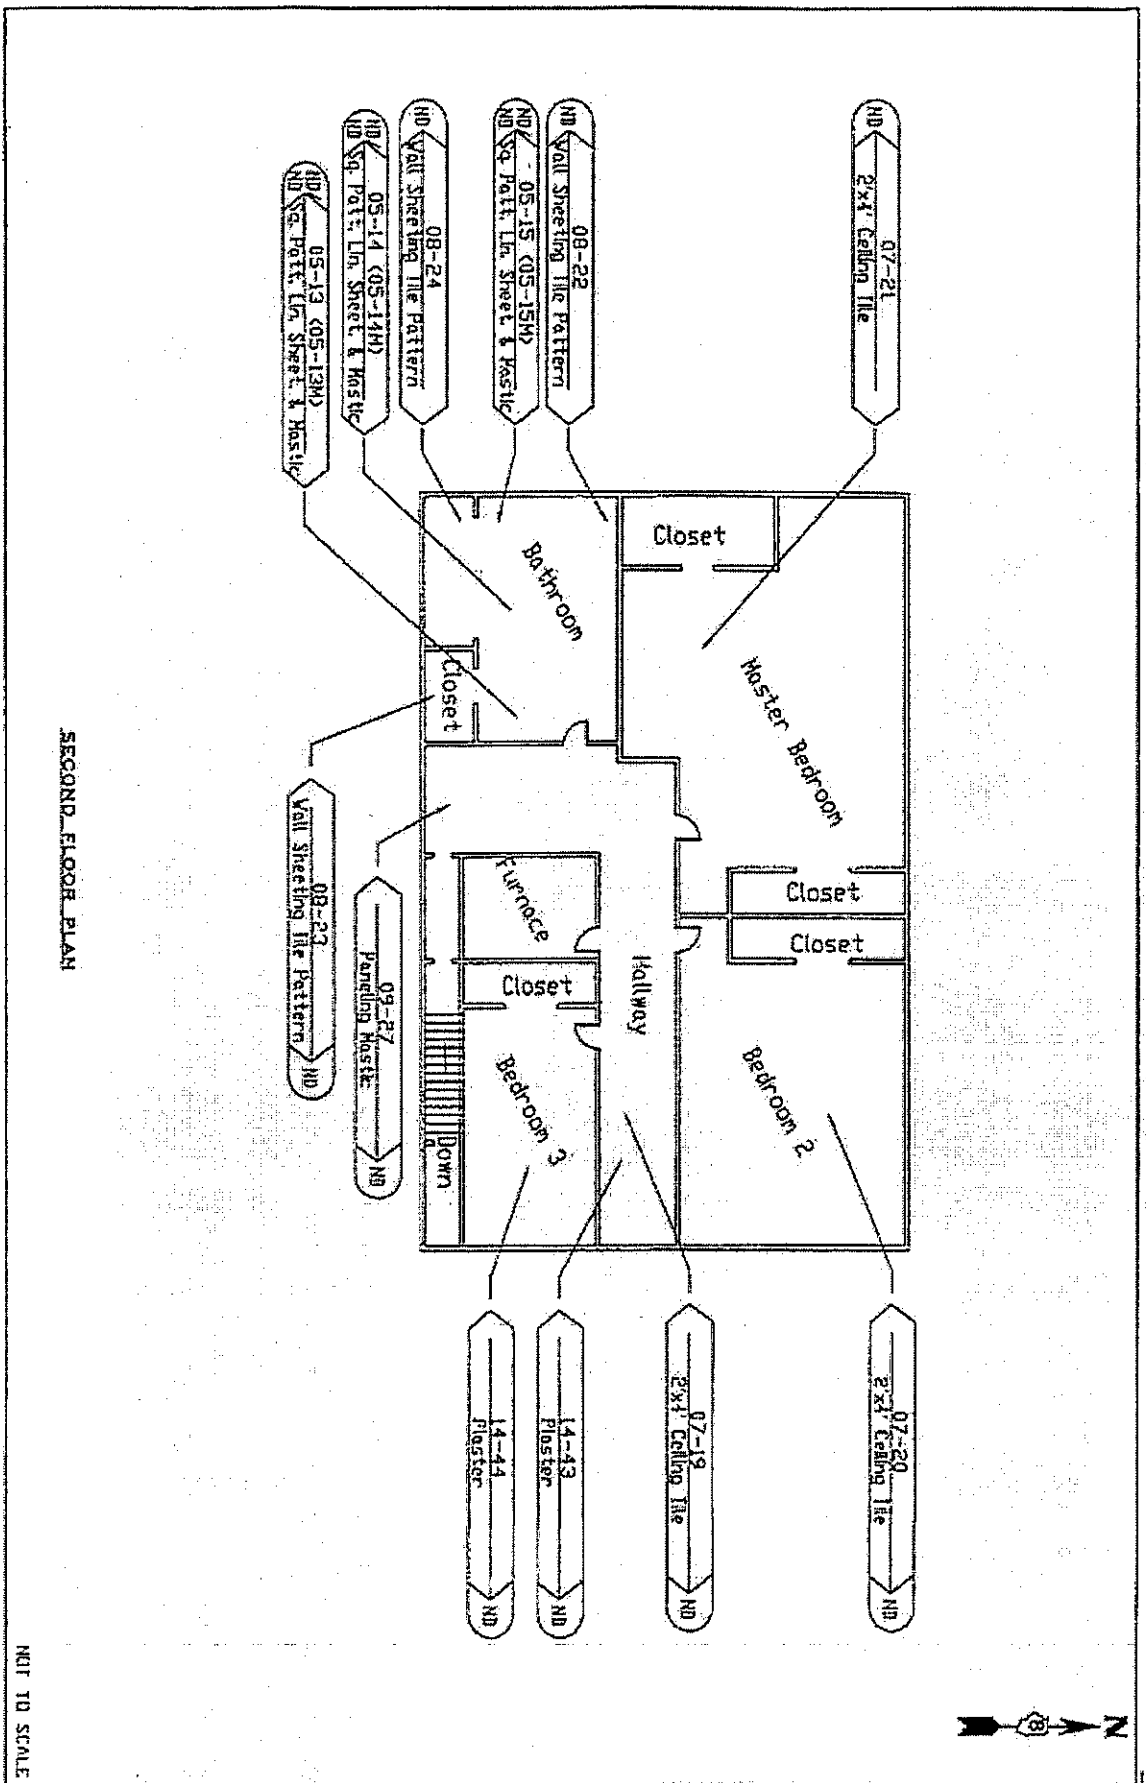 ND
07-21
2'x4' Ceiling Tile
ND
08-22
Wall Sheeting Tile Pattern
ND
ND
05-15 (05-15M)
Sq. Patt. Lin. Sheet & Mastic
ND
08-24
Wall Sheeting Tile Pattern
ND
ND
05-14 (05-14M)
Sq. Patt. Lin. Sheet & Mastic
ND
ND
05-13 (05-13M)
Sq. Patt. Lin. Sheet & Mastic
Closet
Bathroom
Master Bedroom
Closet
Closet
Closet
Furnace
Closet
Hallway
Bedroom 2
Bedroom 3
Down
08-23
Wall Sheeting Tile Pattern
ND
09-27
Paneling Mastic
ND
07-20
2'x4' Ceiling Tile
ND
07-19
2'x4' Ceiling Tile
ND
14-43
Plaster
ND
14-44
Plaster
ND
SECOND FLOOR PLAN
N
NOT TO SCALE